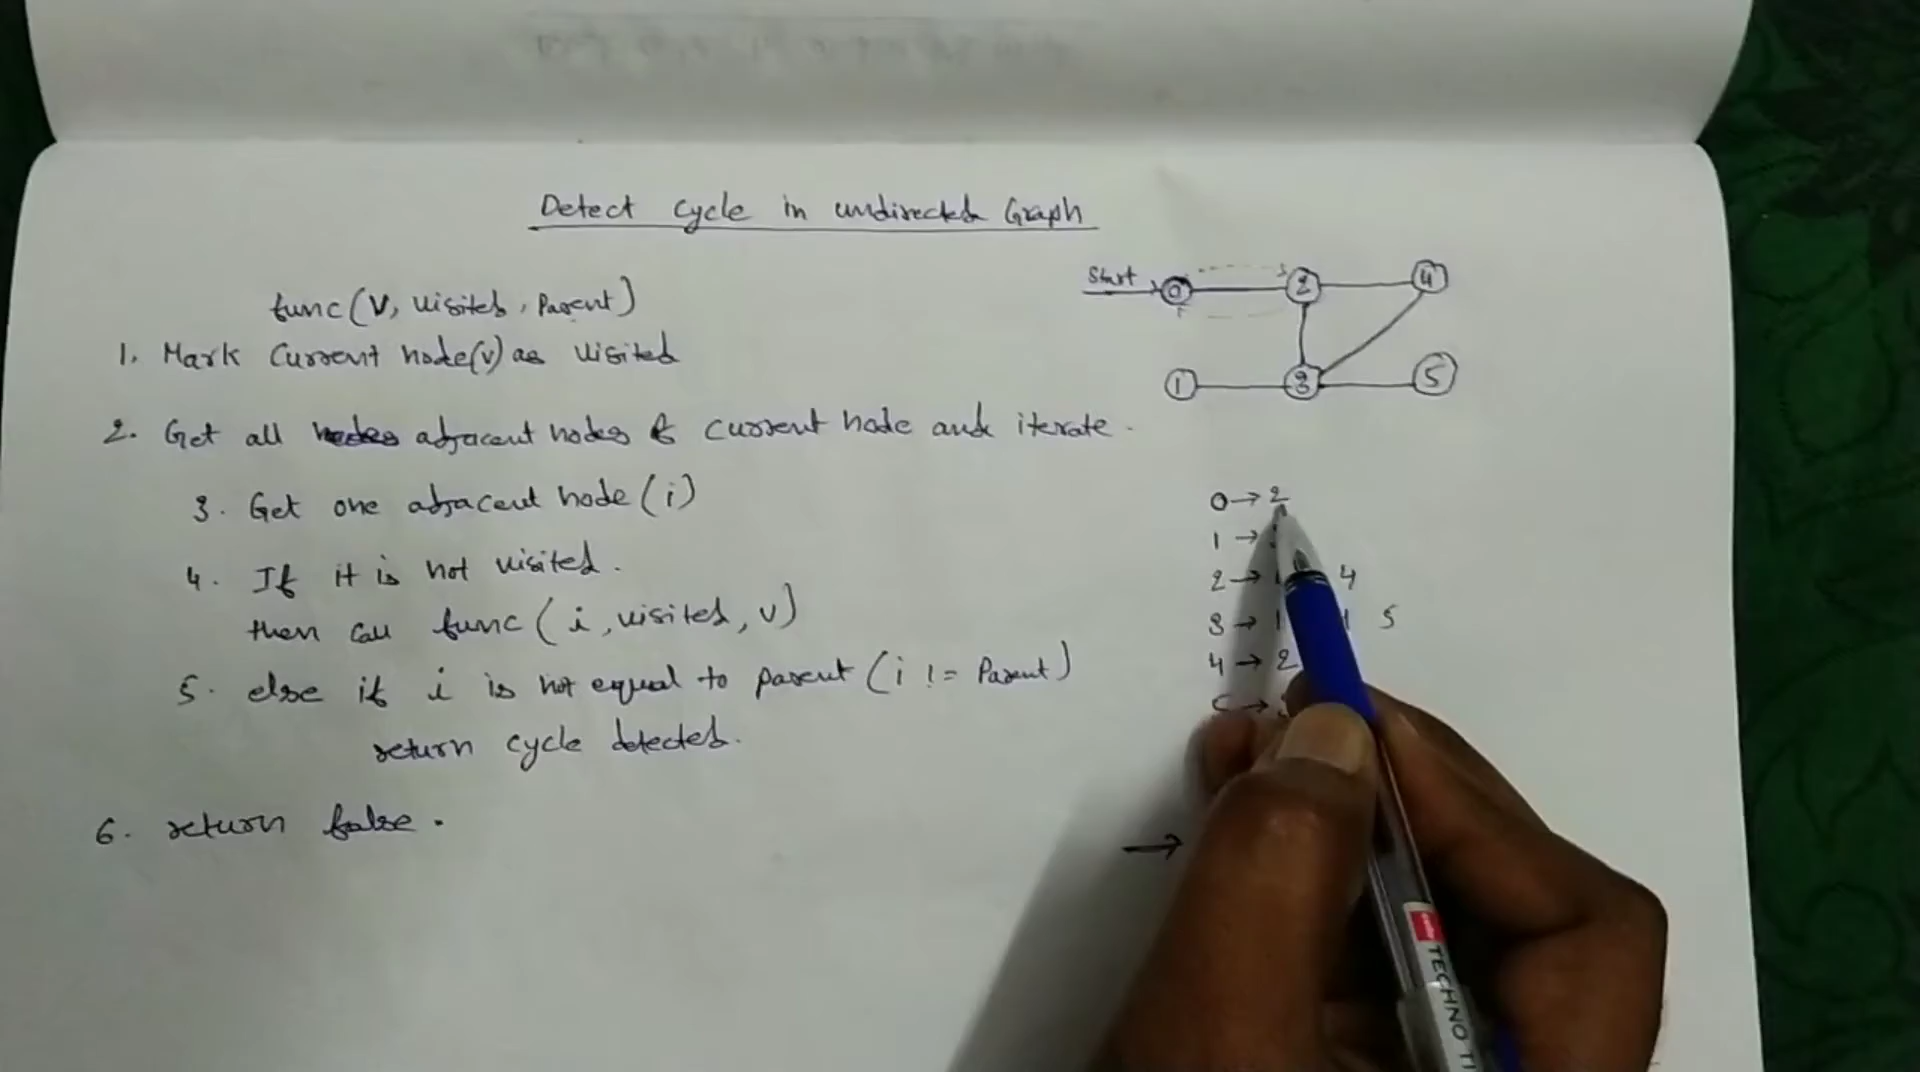 Detect Cycle in undirected Graph
func(V, visited, Parent)
1. Mark Current node(v) as visited
2. Get all adjacent nodes of current node and iterate.
3. Get one adjacent node (i)
4. If it is not visited.
then call func(i, visited, v)
5. else if i is not equal to parent (i != Parent)
return cycle detected.
6. return false.
Start
0
2
4
1
3
5
0 → 2
1 →
2 → 4
3 → 1 5
4 → 2
→
TECHNO TI